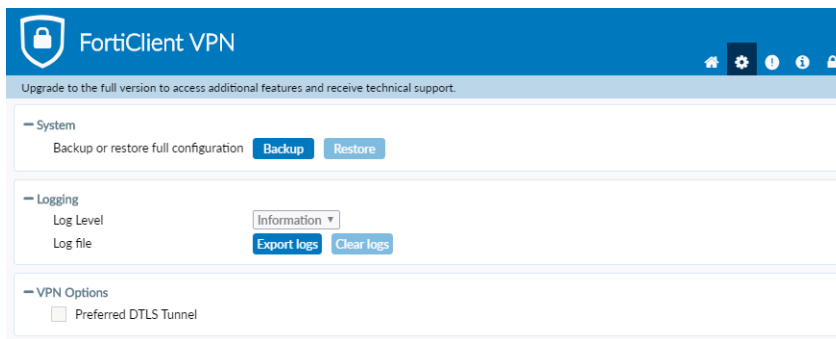 FortiClient VPN
Upgrade to the full version to access additional features and receive technical support.
System
Backup or restore full configuration Backup Restore
Logging
Log Level Information
Log file Export logs Clear logs
VPN Options
Preferred DTLS Tunnel